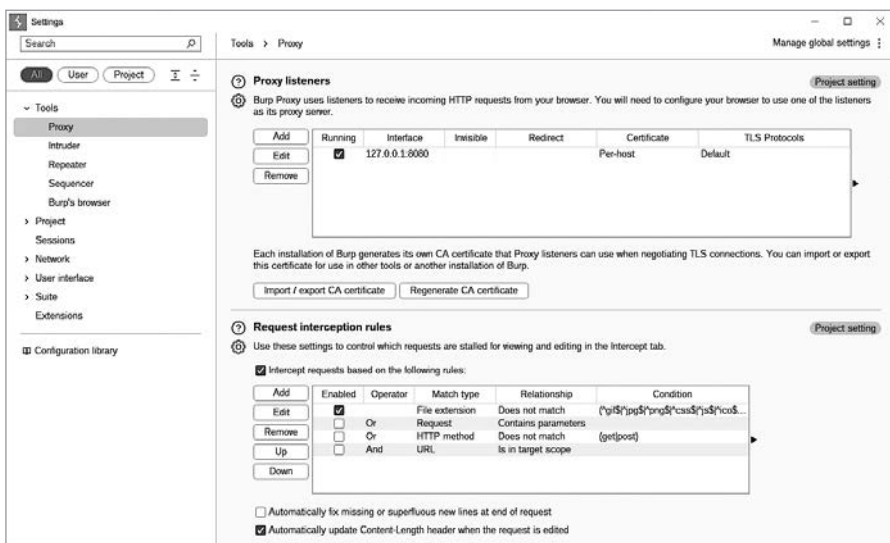 Settings
Search
Tools > Proxy
Manage global settings
All
User
Project
Tools
Proxy
Intruder
Repeater
Sequencer
Burp's browser
Project
Sessions
Network
User interface
Suite
Extensions
Configuration library
Proxy listeners
Project setting
Burp Proxy uses listeners to receive incoming HTTP requests from your browser. You will need to configure your browser to use one of the listeners
as its proxy server.
Add
Edit
Remove
Running Interface Invisible Redirect Certificate TLS Protocols
127.0.0.1:8080 Per-host Default
Each installation of Burp generates its own CA certificate that Proxy listeners can use when negotiating TLS connections. You can import or export
this certificate for use in other tools or another installation of Burp.
Import / export CA certificate
Regenerate CA certificate
Request interception rules
Project setting
Use these settings to control which requests are stalled for viewing and editing in the Intercept tab.
Intercept requests based on the following rules:
Add
Edit
Remove
Up
Down
Enabled Operator Match type Relationship Condition
File extension Does not match (^gif$|^jpg$|^png$|^css$|^js$|^ico$...
Or Request Contains parameters
Or HTTP method Does not match (get|post)
And URL Is in target scope
Automatically fix missing or superfluous new lines at end of request
Automatically update Content-Length header when the request is edited